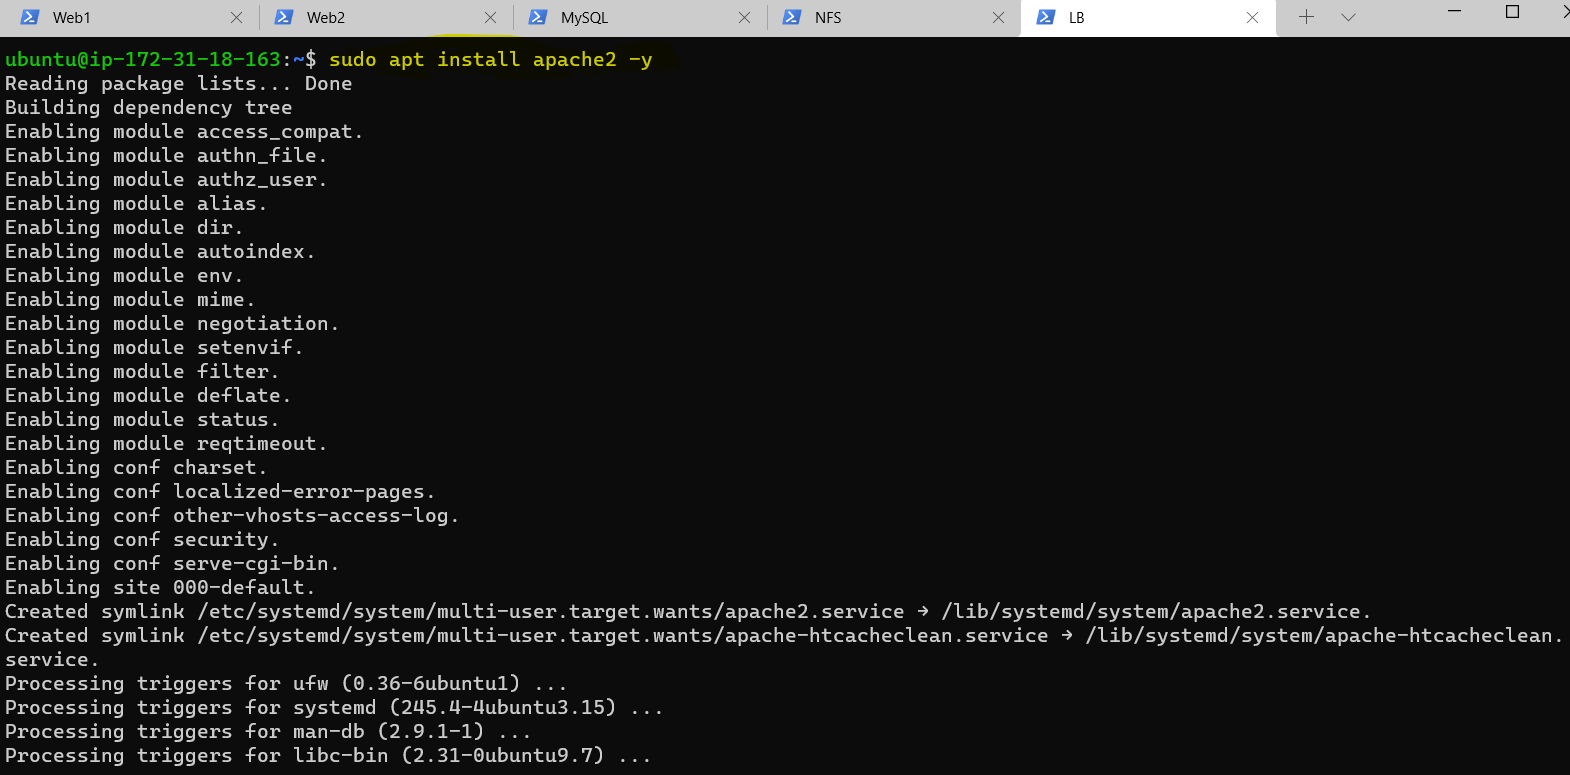 Web1 Web2 MySQL NFS LB
ubuntu@ip-172-31-18-163:~$ sudo apt install apache2 -y
Reading package lists... Done
Building dependency tree
Enabling module access_compat.
Enabling module authn_file.
Enabling module authz_user.
Enabling module alias.
Enabling module dir.
Enabling module autoindex.
Enabling module env.
Enabling module mime.
Enabling module negotiation.
Enabling module setenvif.
Enabling module filter.
Enabling module deflate.
Enabling module status.
Enabling module reqtimeout.
Enabling conf charset.
Enabling conf localized-error-pages.
Enabling conf other-vhosts-access-log.
Enabling conf security.
Enabling conf serve-cgi-bin.
Enabling site 000-default.
Created symlink /etc/systemd/system/multi-user.target.wants/apache2.service → /lib/systemd/system/apache2.service.
Created symlink /etc/systemd/system/multi-user.target.wants/apache-htcacheclean.service → /lib/systemd/system/apache-htcacheclean.
service.
Processing triggers for ufw (0.36-6ubuntu1) ...
Processing triggers for systemd (245.4-4ubuntu3.15) ...
Processing triggers for man-db (2.9.1-1) ...
Processing triggers for libc-bin (2.31-0ubuntu9.7) ...